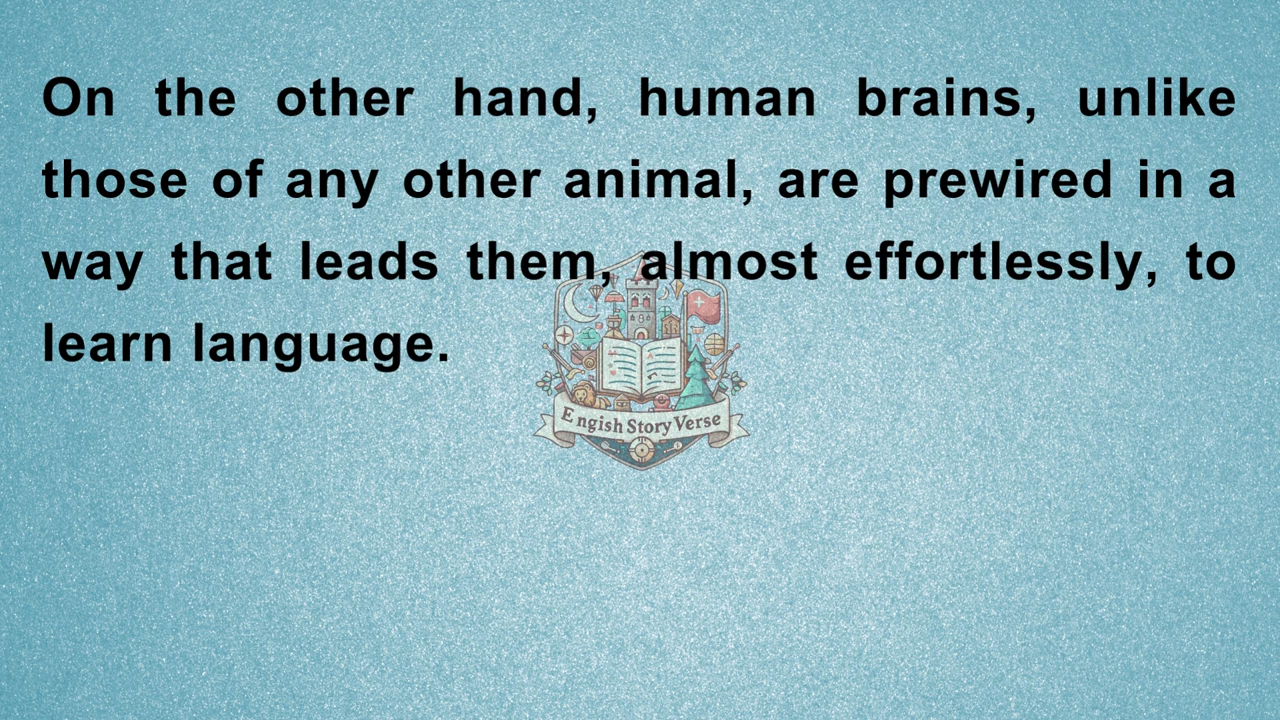 On the other hand, human brains, unlike
those of any other animal, are prewired in a
way that leads them, almost effortlessly, to
learn language.
Engish Story Verse